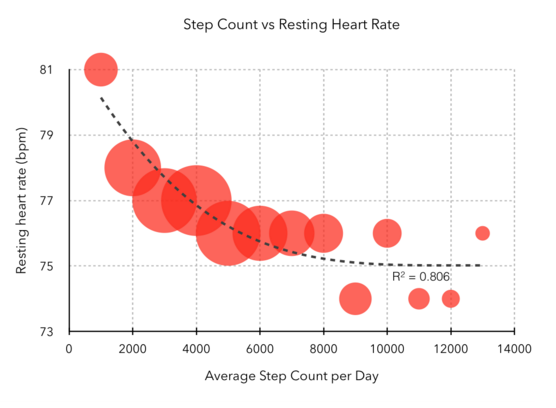 Step Count vs Resting Heart Rate
81
79
77
75
73
Resting heart rate (bpm)
R² = 0.806
0 2000 4000 6000 8000 10000 12000 14000
Average Step Count per Day